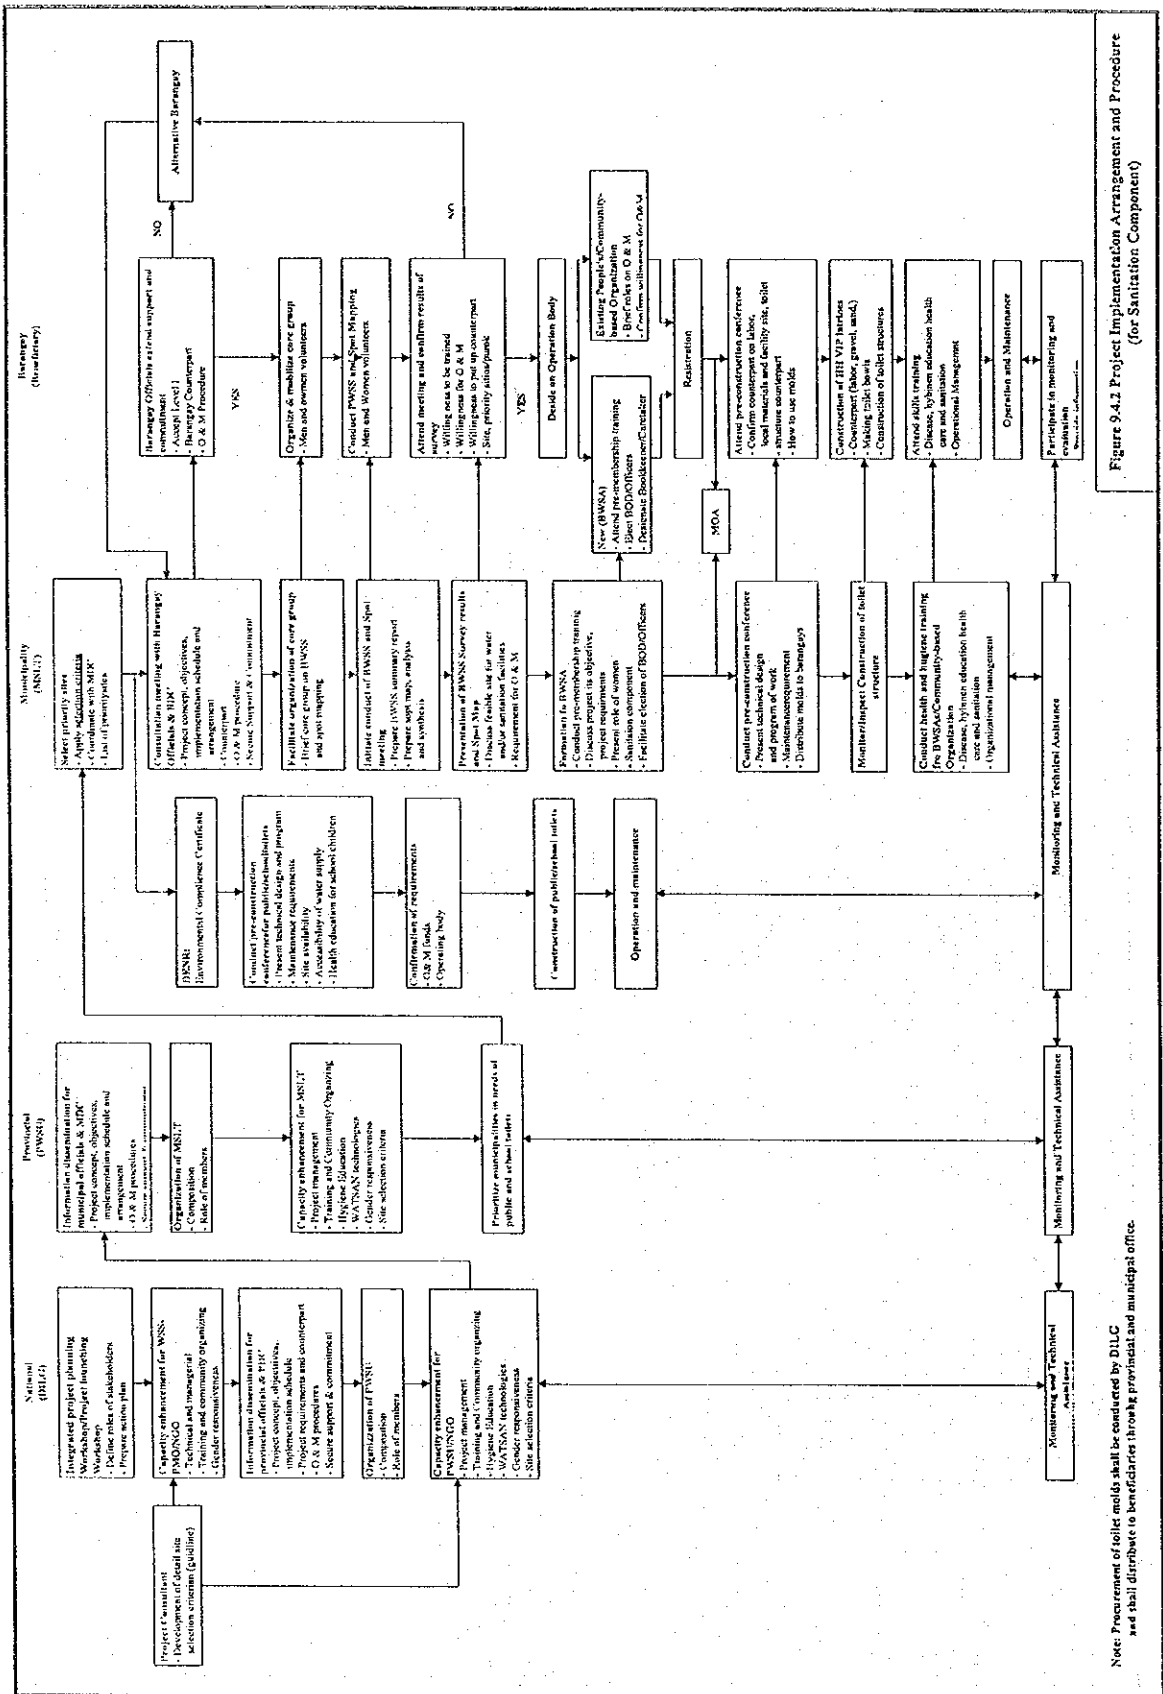 National
(DILG)
Provincial
(PWSU)
Municipality
(MSLT)
Barangay
(Beneficiary)
Project Consultant
- Development of detail site
selection criterian (guidline)
Integrated project planning
Workshop/Project launching
Workshop
- Define roles of stakeholders
- Prepare action plan
Capacity enhancement for WSS-
PMO/NGO
- Technical and managerial
- Training and community organizing
- Gender responsiveness
Information dissemination for
provincial officials & PDC
- Project concept, objectives,
implementation schedule
- Project requirements and counterpart
- O & M procedures
- Secure support & commitment
Organization of PWSU
- Composition
- Role of members
Capacity enhancement for
PWSU/NGO
- Project management
- Training and Community organizing
- Hygiene Education
- WATSAN technologies
- Gender responsiveness
- Site selection criteria
Monitoring and Technical
Assistance
Information dissemination for
municipal officials & MDC
- Project concept, objectives,
implementation schedule and
arrangement
- O & M procedures
Organization of MSLT
- Composition
- Role of members
Capacity enhancement for MSLT
- Project management
- Training and Community Organizing
- Hygiene Education
- WATSAN technologies
- Gender responsiveness
- Site selection criteria
Prioritize municipalities in needs of
public and school toilets
Monitoring and Technical Assistance
Select priority sites
- Apply selection criteria
- Coordinate with MDC
- List of priority sites
DENR:
Environmental Compliance Certificate
Conduct pre-construction
conference for public/school toilets
- Present technical design and program
- Maintenance requirements
- Site availability
- Accessibility of water supply
- Health education for school children
Confirmation of requirements
- O & M funds
- Operating body
Construction of public/school toilets
Operation and maintenance
Consultation meeting with Barangay
Officials & BDC
- Project concept, objectives,
implementation schedule and
arrangement
- Counterpart
- O & M procedure
- Secure Support & Commitment
Facilitate organization of core group
- Brief core group on BWSS
and spot mapping
Initiate conduct of BWSS and Spot
meeting
- Prepare BWSS summary report
- Prepare sopt map, analysis
and synthesis
Presentation of BWSS Survey results
and Spot Map
- Discuss feasible site for water
and/or sanitation facilities
- Requirement for O & M
Formation fo BWSA
- Conduct pre-membership training
- Discuss project its objective,
project requirements
- Present role of women
- Sanitaion component
- Facilitate election of BOD/Officers
Conduct pre-construction conference
- Present technical design
and program of work
- Maintenance requirement
- Distribute molds to barangays
Monitor/Inspect Construction of toilet
structure
Conduct health and hugiene training
fro BWSAs/Community-based
Organization
- Disease, hybinen education health
care and sanitation
- Organizational management
Monitoring and Technical Assistance
Barangay Officials extend support and
commitment
- Accept Level 1
- Barangay Counterpart
- O & M Procedure
NO
Alternative Barangay
YES
Organize & mobilize core group
- Men and women volunteers
Conduct BWSS and Spot Mapping
- Men and Women volunteers
Attend meeting and confirm results of
survey
- Willing ness to be trained
- Willingness for O & M
- Willingness to put up counterpart
- Site, priority sitios/purok
NO
YES
Decide on Operation Body
New (BWSA)
- Attend pre-membership training
- Elect BOD/Officers
- Designate Bookkeeper/Caretaker
Existing People's/Community-
based Organization
- Brief roles on O & M
- Confirm willingness for O & M
Registration
MOA
Attend pre-construction conference
- Confirm counterpart on labor,
local materials and facility site, toilet
structure counterpart
- How to use molds
Construction of HH VIP latrines
- Counterpart (labor, gravel, sand,)
- Making toilet bowls
- Construction of toilet structures
Attend skills training
- Disease, hybinen education health
care and sanitation
- Operational Management
Operation and Maintenance
Participate in monitoring and
evaluation
Note: Procurement of toilet molds shall be conducted by DILG
and shall distribute to beneficiaries throwhg provincial and municipal office.
Figure 9.4.2 Project Implementation Arrangement and Procedure
(for Sanitation Component)